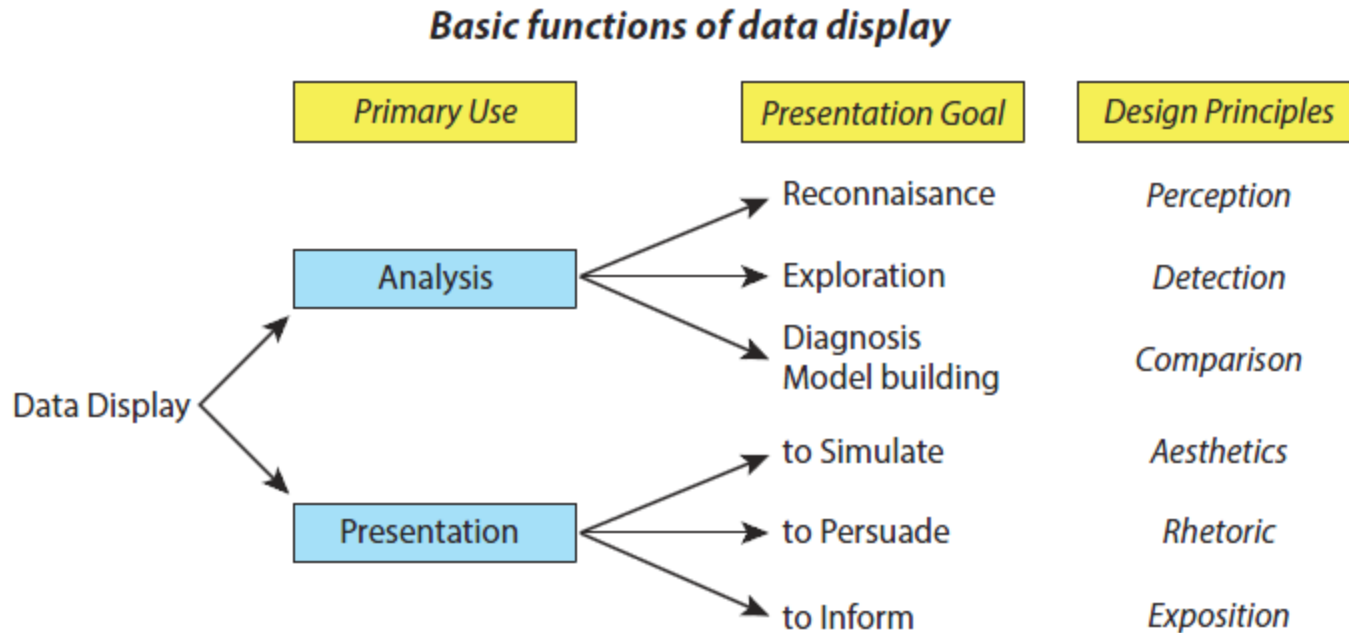 Basic functions of data display
Primary Use
Presentation Goal
Design Principles
Reconnaisance
Perception
Analysis
Exploration
Detection
Diagnosis
Model building
Comparison
Data Display
to Simulate
Aesthetics
Presentation
to Persuade
Rhetoric
to Inform
Exposition